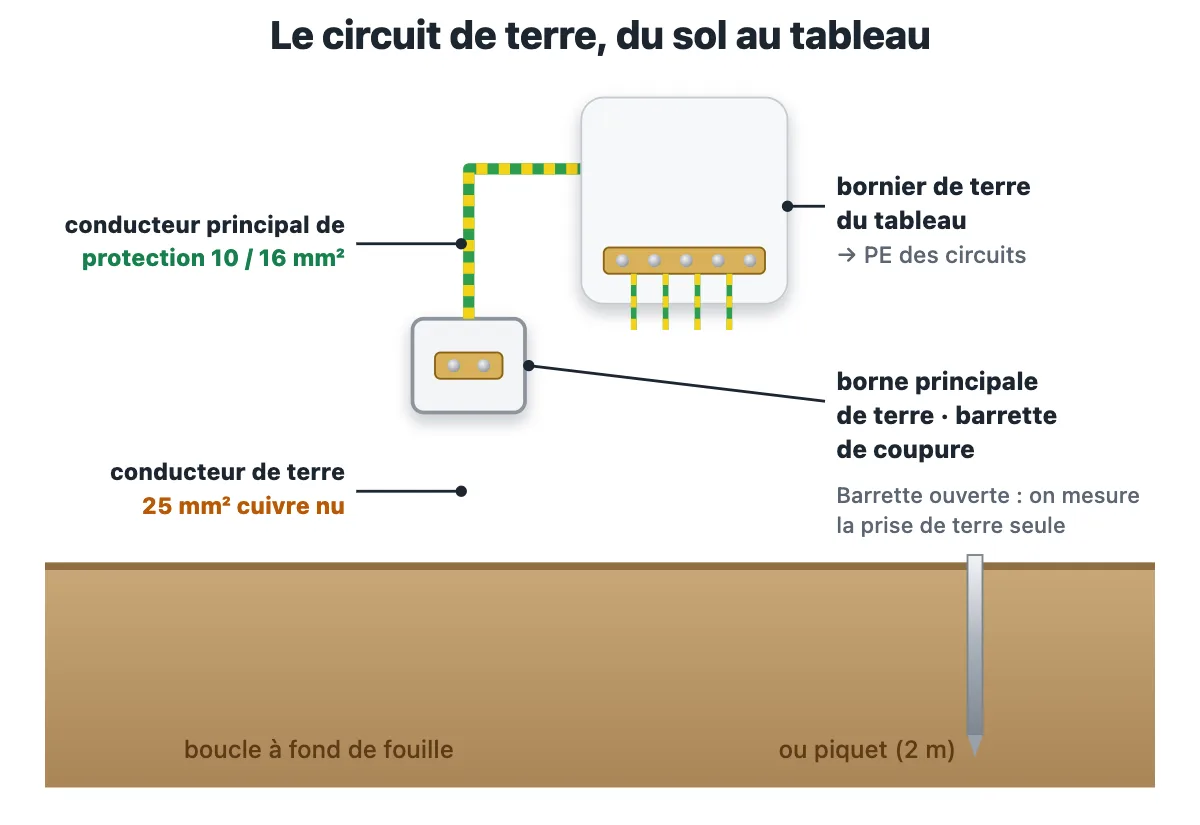 Le circuit de terre, du sol au tableau
conducteur principal de
protection 10 / 16 mm²
bornier de terre
du tableau
→ PE des circuits
borne principale
de terre · barrette
de coupure
Barrette ouverte : on mesure
la prise de terre seule
conducteur de terre
25 mm² cuivre nu
boucle à fond de fouille
ou piquet (2 m)